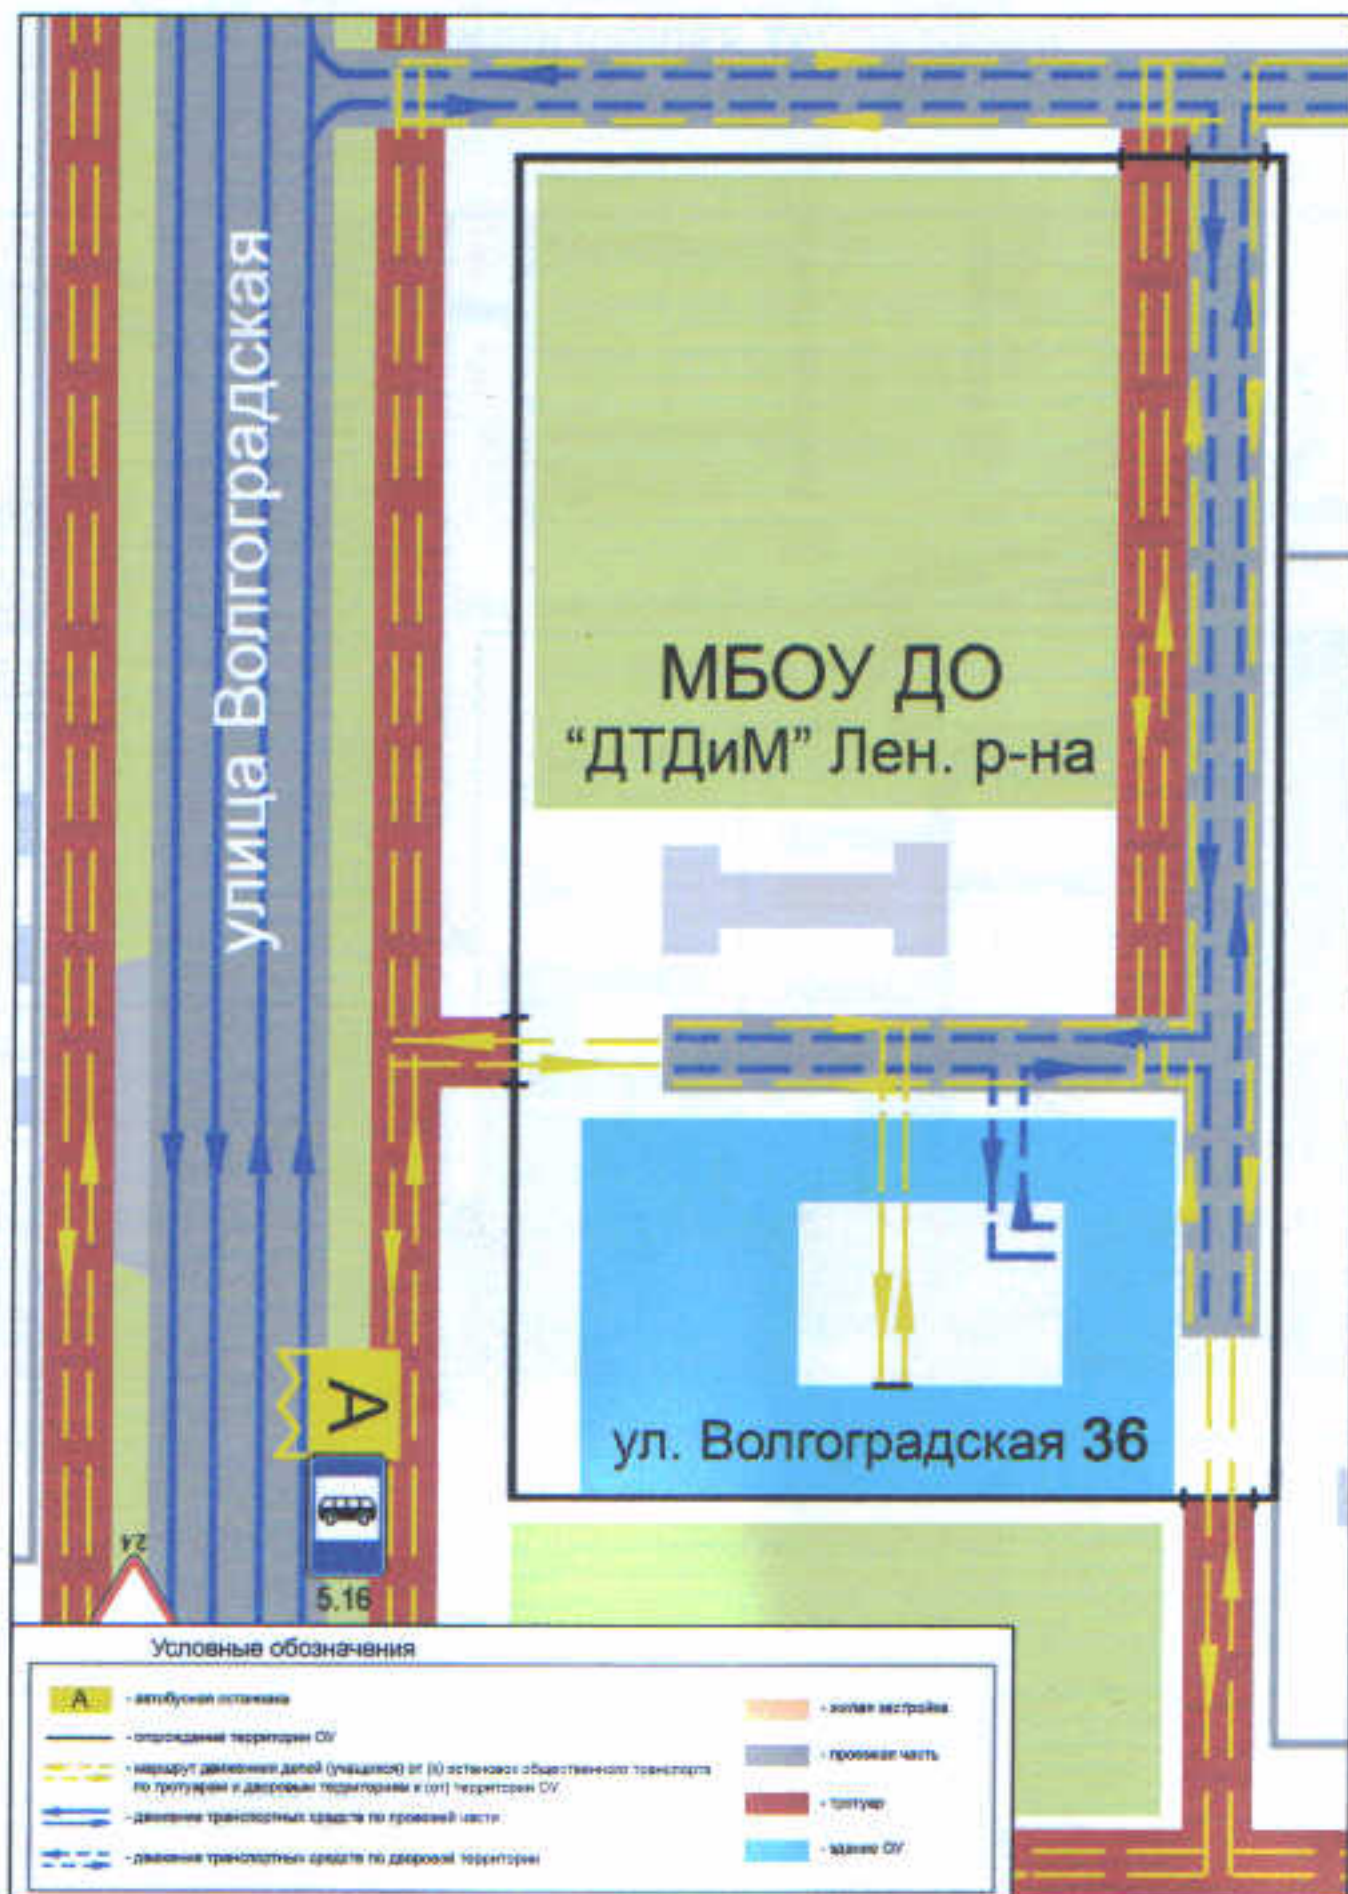 улица Волгоградская
МБОУ ДО
“ДТДиМ” Лен. р-на
ул. Волгоградская 36
А
5.16
2.4
Условные обозначения
А - автобусная остановка
- ограждение территории ОУ
- маршрут движения детей (учащихся) от (к) остановок общественного транспорта
по тротуарам и дворовым территориям к (от) территории ОУ
- движение транспортных средств по проезжей части
- движение транспортных средств по дворовой территории
- жилая застройка
- проезжая часть
- тротуар
- здание ОУ